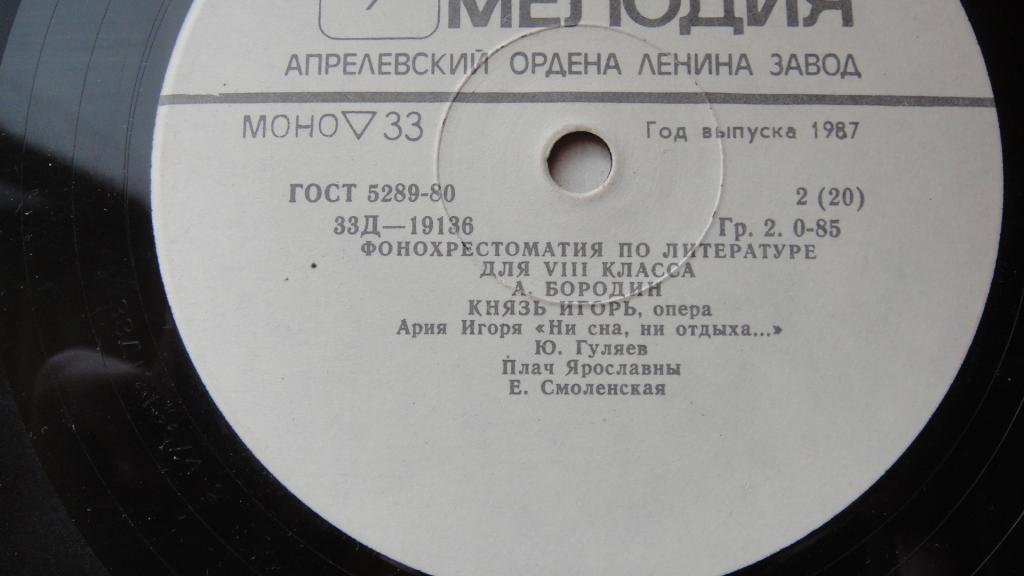 МЕЛОДИЯ
АПРЕЛЕВСКИЙ ОРДЕНА ЛЕНИНА ЗАВОД
МОНО ▽ 33 Год выпуска 1987
ГОСТ 5289-80 2 (20)
33Д—19136 Гр. 2. 0-85
ФОНОХРЕСТОМАТИЯ ПО ЛИТЕРАТУРЕ
ДЛЯ VIII КЛАССА
А. БОРОДИН
КНЯЗЬ ИГОРЬ, опера
Ария Игоря «Ни сна, ни отдыха...»
Ю. Гуляев
Плач Ярославны
Е. Смоленская